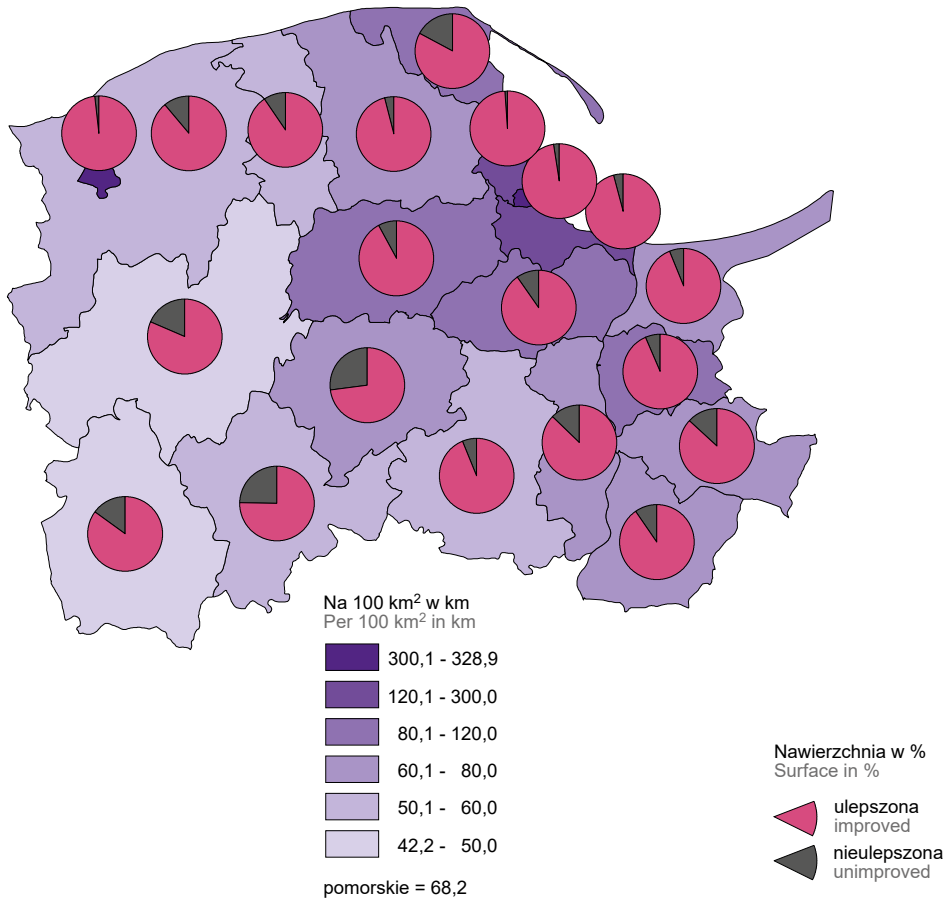 Na 100 km² w km
Per 100 km² in km
300,1 - 328,9
120,1 - 300,0
80,1 - 120,0
60,1 - 80,0
50,1 - 60,0
42,2 - 50,0
pomorskie = 68,2
Nawierzchnia w %
Surface in %
ulepszona
improved
nieulepszona
unimproved